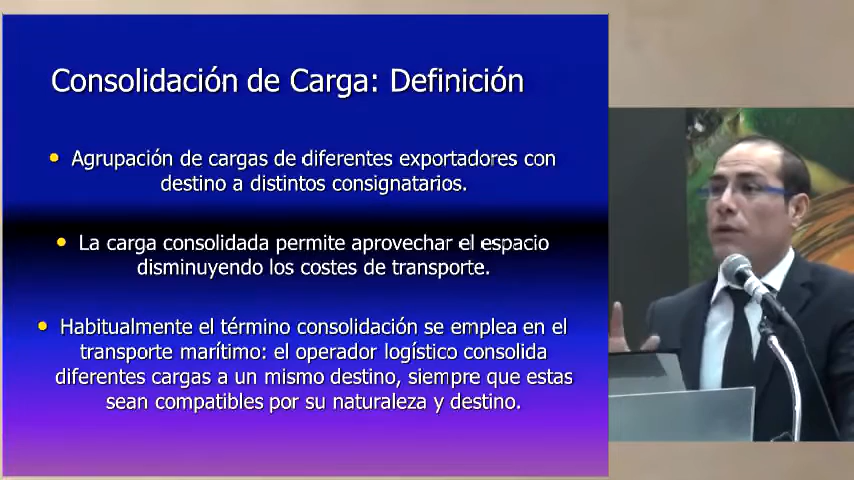 Consolidación de Carga: Definición
• Agrupación de cargas de diferentes exportadores con
destino a distintos consignatarios.
• La carga consolidada permite aprovechar el espacio
disminuyendo los costes de transporte.
• Habitualmente el término consolidación se emplea en el
transporte marítimo: el operador logístico consolida
diferentes cargas a un mismo destino, siempre que estas
sean compatibles por su naturaleza y destino.